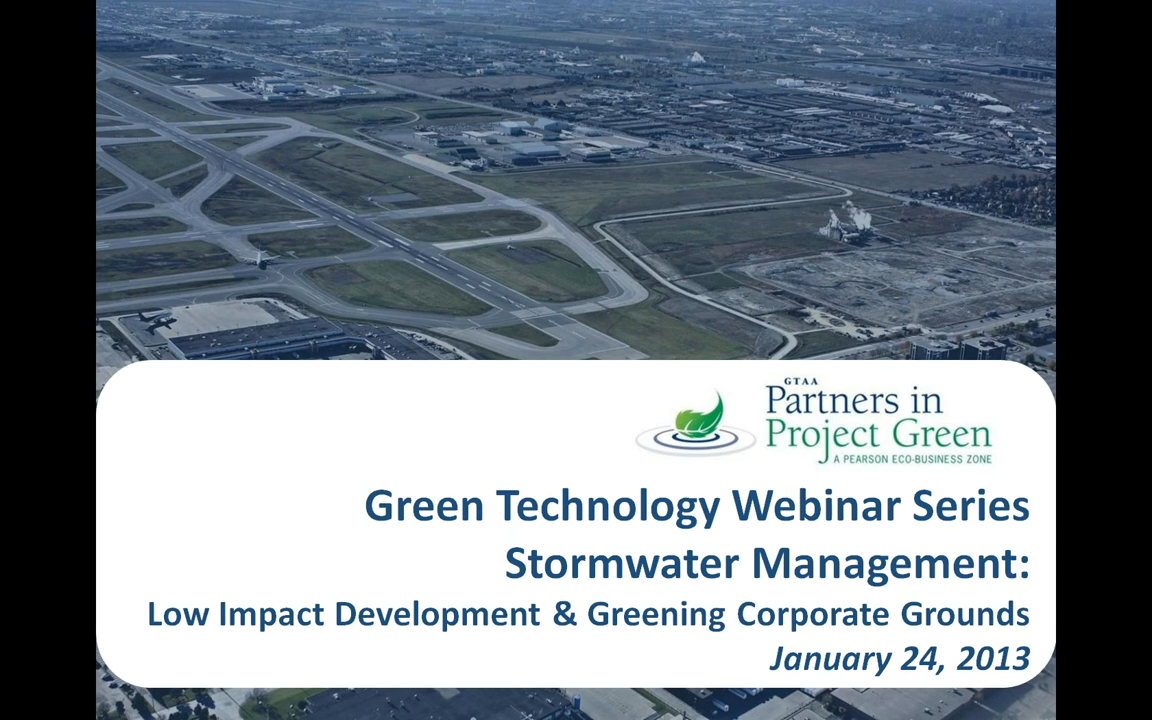 GTAA
Partners in
Project Green
A PEARSON ECO-BUSINESS ZONE
Green Technology Webinar Series
Stormwater Management:
Low Impact Development & Greening Corporate Grounds
January 24, 2013